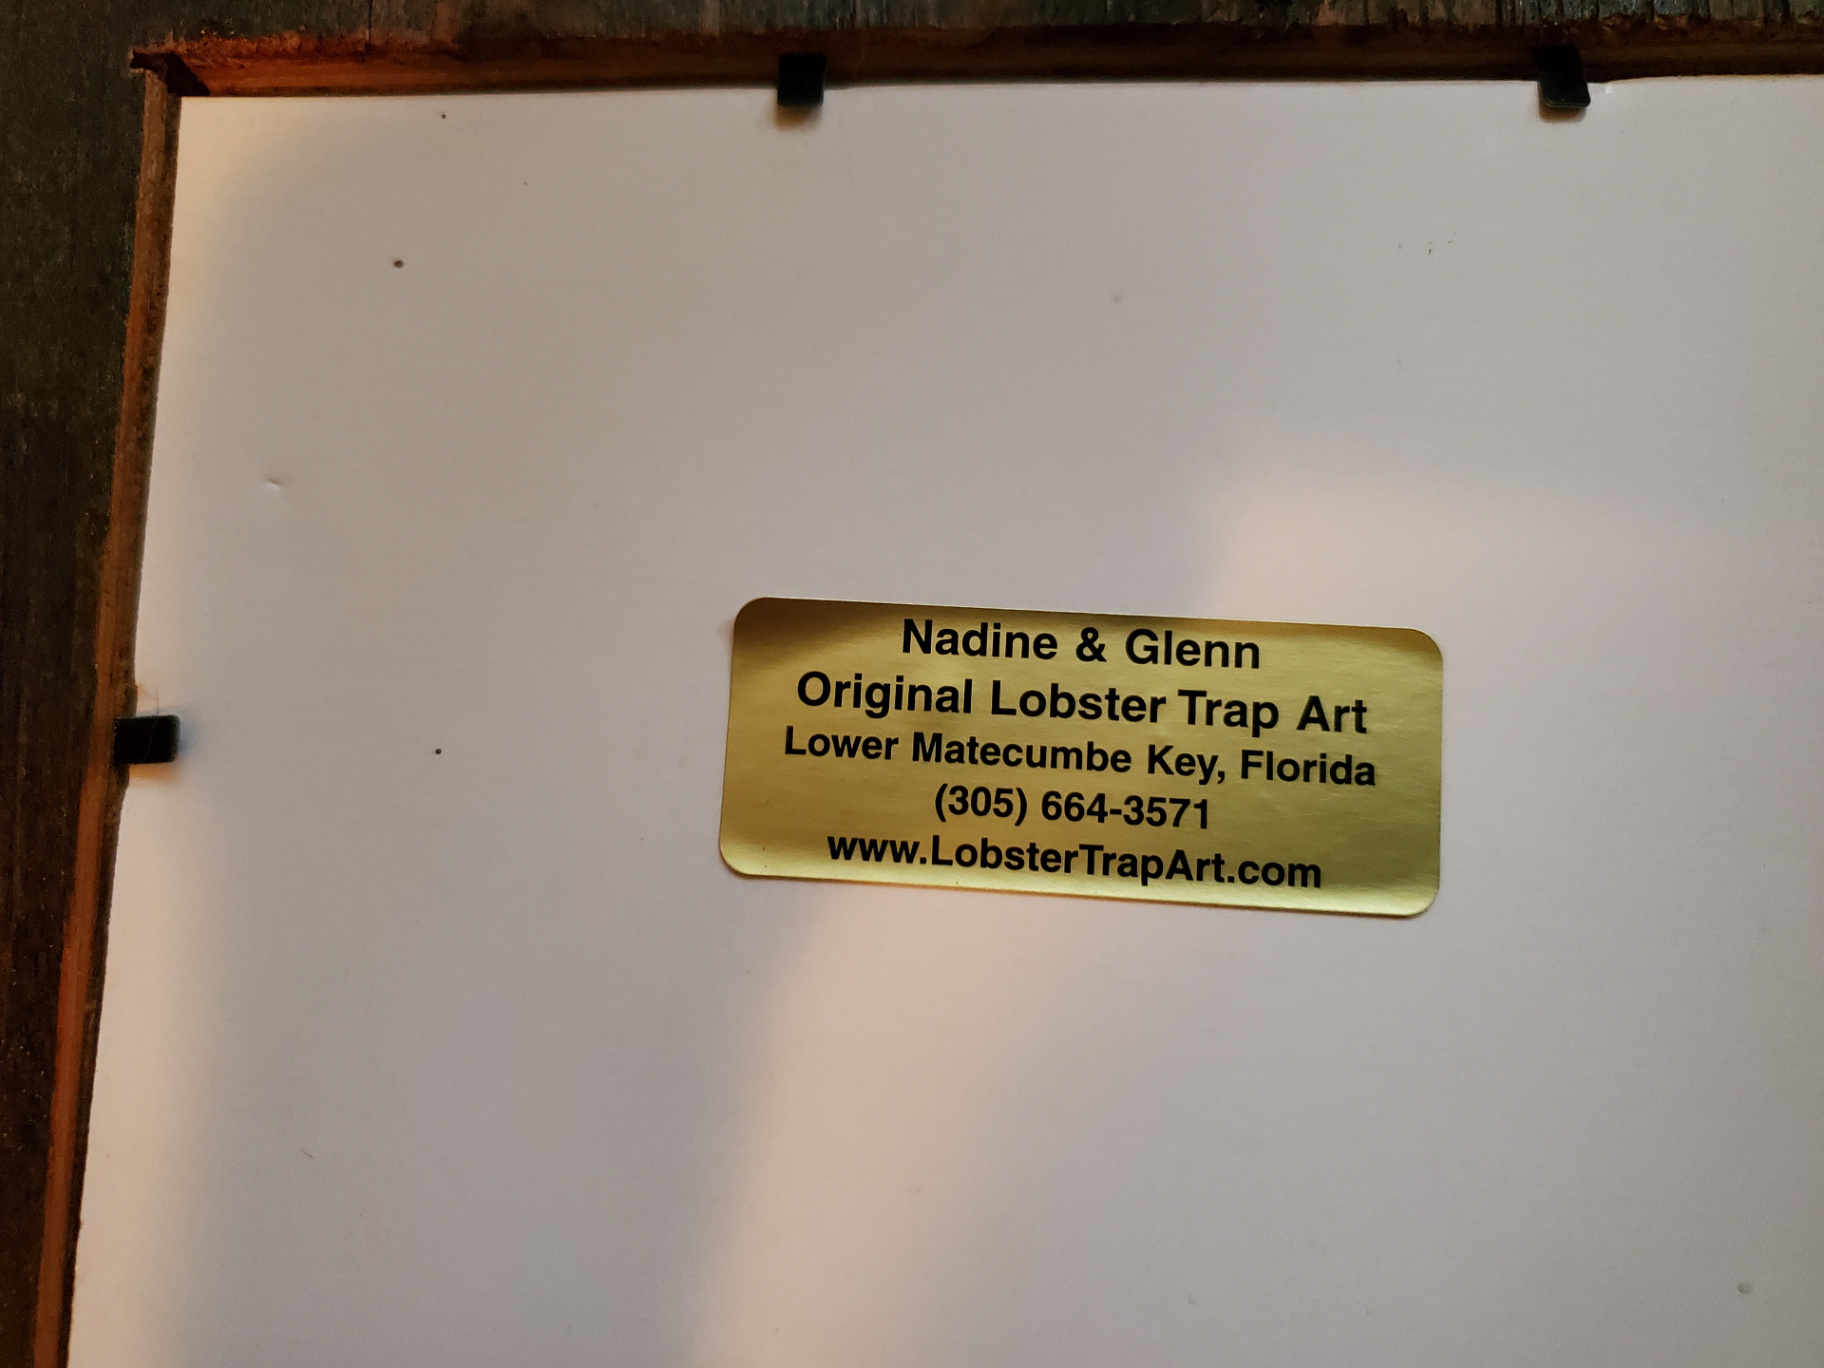 Nadine & Glenn
Original Lobster Trap Art
Lower Matecumbe Key, Florida
(305) 664-3571
www.LobsterTrapArt.com